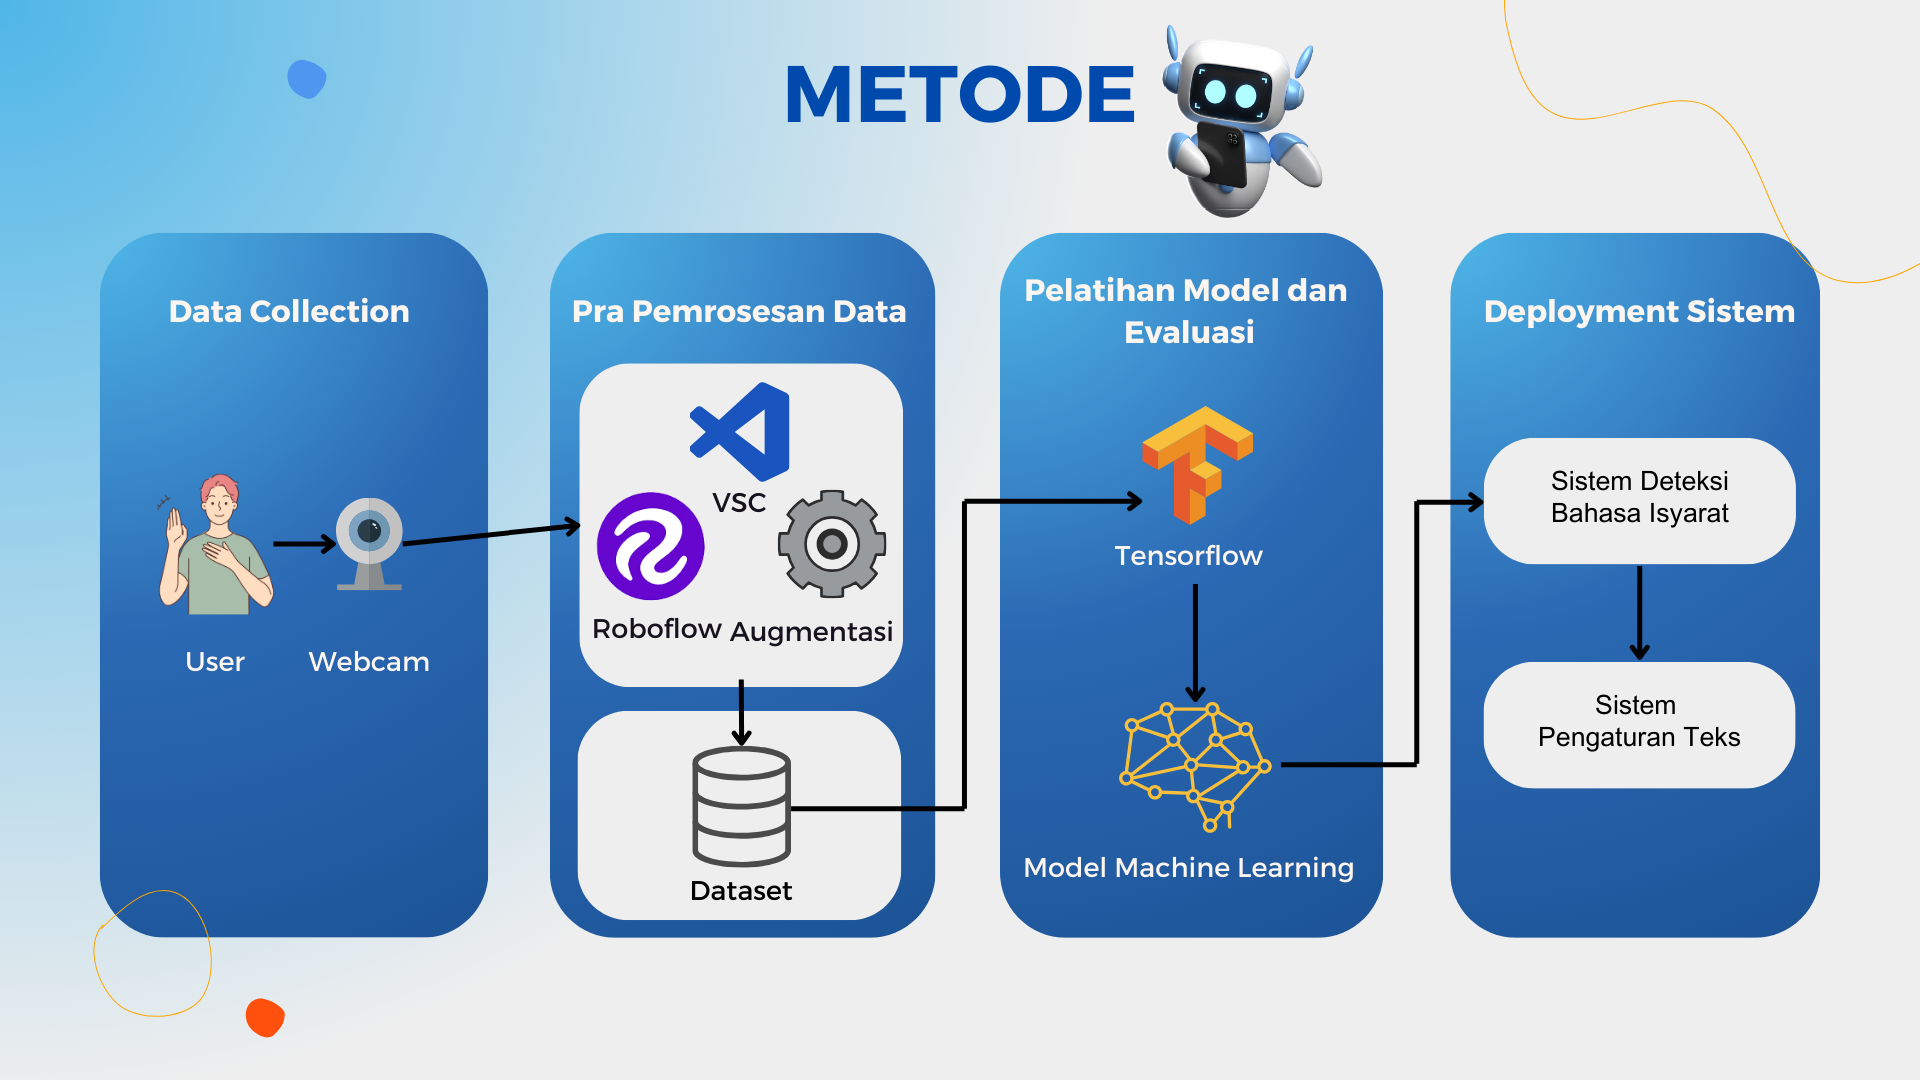 METODE
Data Collection
User
Webcam
Pra Pemrosesan Data
VSC
Roboflow
Augmentasi
Dataset
Pelatihan Model dan
Evaluasi
Tensorflow
Model Machine Learning
Deployment Sistem
Sistem Deteksi
Bahasa Isyarat
Sistem
Pengaturan Teks